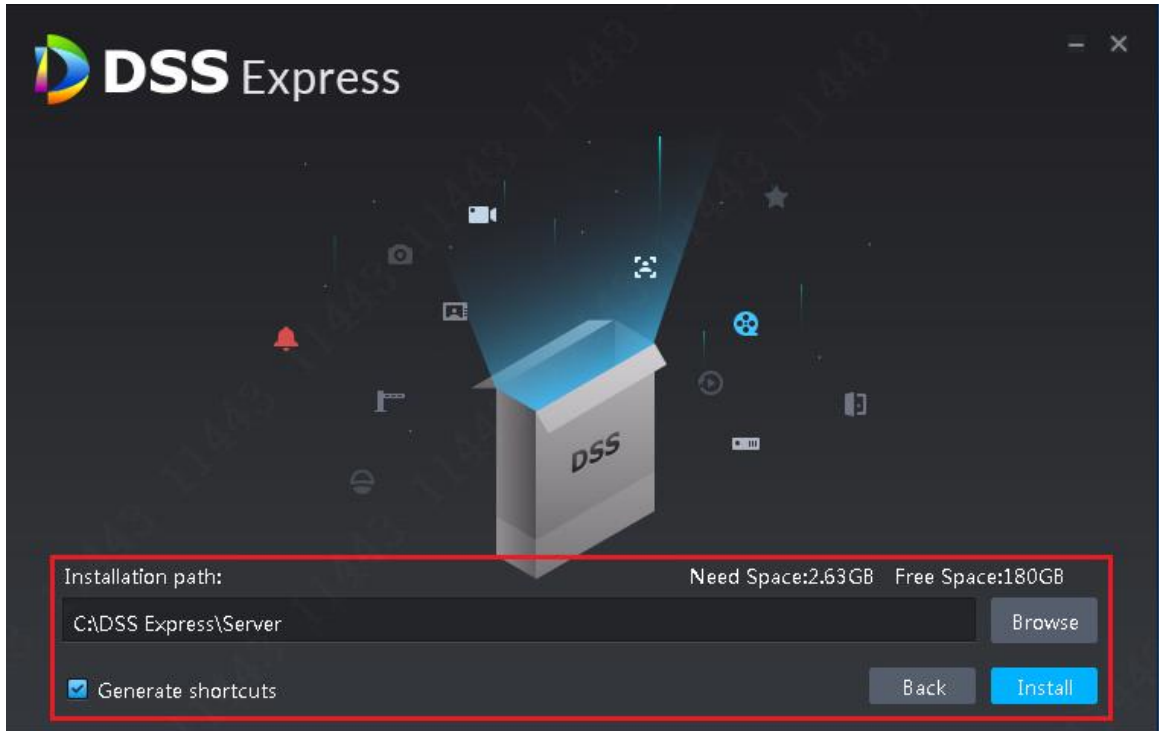 DSS Express
DSS
Installation path:
Need Space:2.63GB Free Space:180GB
C:\DSS Express\Server
Browse
Generate shortcuts
Back
Install